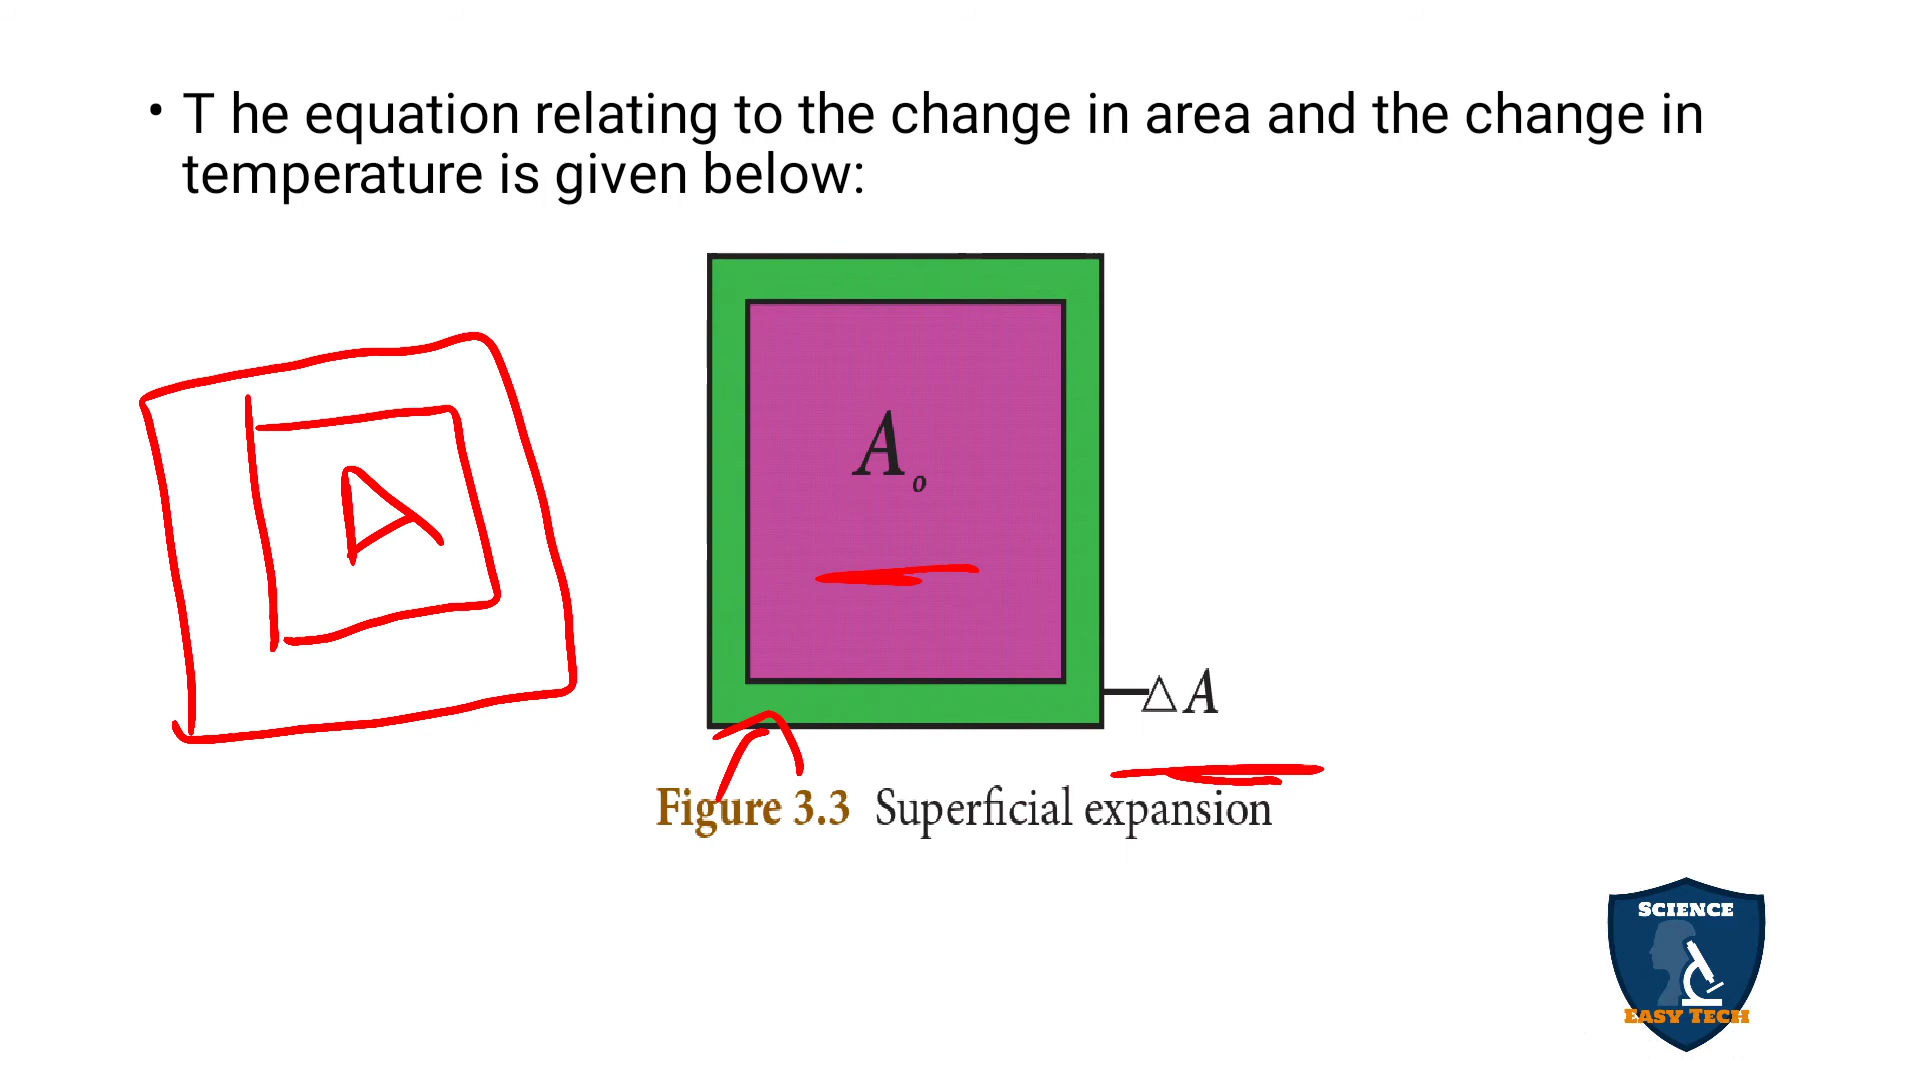 • T he equation relating to the change in area and the change in
temperature is given below:
A
Aₒ
△A
Figure 3.3 Superficial expansion
SCIENCE
EASY TECH